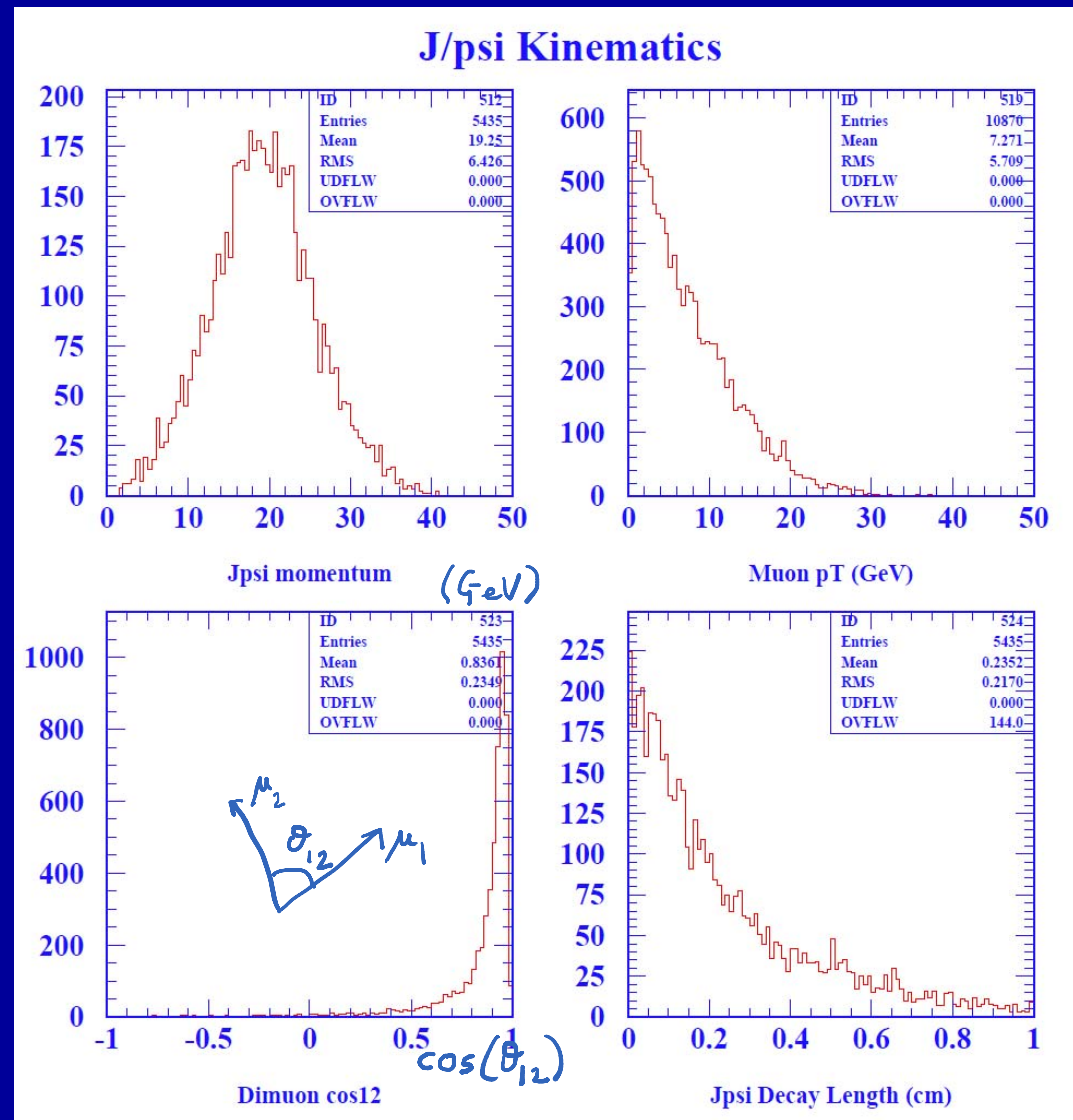 J/psi Kinematics
200
175
150
125
100
75
50
25
0
0 10 20 30 40 50
ID 512
Entries 5435
Mean 19.25
RMS 6.426
UDFLW 0.000
OVFLW 0.000
Jpsi momentum (GeV)
600
500
400
300
200
100
0
0 10 20 30 40 50
ID 519
Entries 10870
Mean 7.271
RMS 5.709
UDFLW 0.000
OVFLW 0.000
Muon pT (GeV)
1000
800
600
400
200
0
-1 -0.5 0 0.5 1
ID 523
Entries 5435
Mean 0.8361
RMS 0.2349
UDFLW 0.000
OVFLW 0.000
μ2
θ12
μ1
cos(θ12)
Dimuon cos12
225
200
175
150
125
100
75
50
25
0
0 0.2 0.4 0.6 0.8 1
ID 524
Entries 5435
Mean 0.2352
RMS 0.2170
UDFLW 0.000
OVFLW 144.0
Jpsi Decay Length (cm)